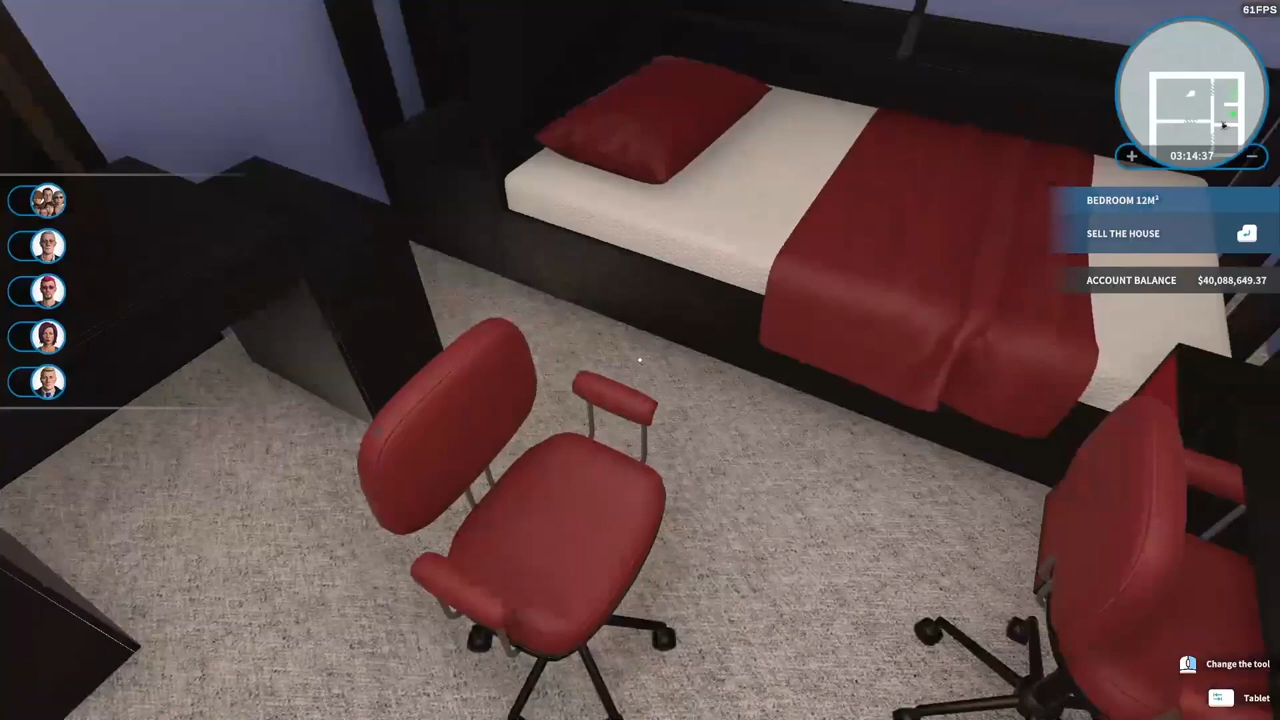 61FPS
03:14:37
BEDROOM 12M²
SELL THE HOUSE
ACCOUNT BALANCE $40,088,649.37
Change the tool
Tablet